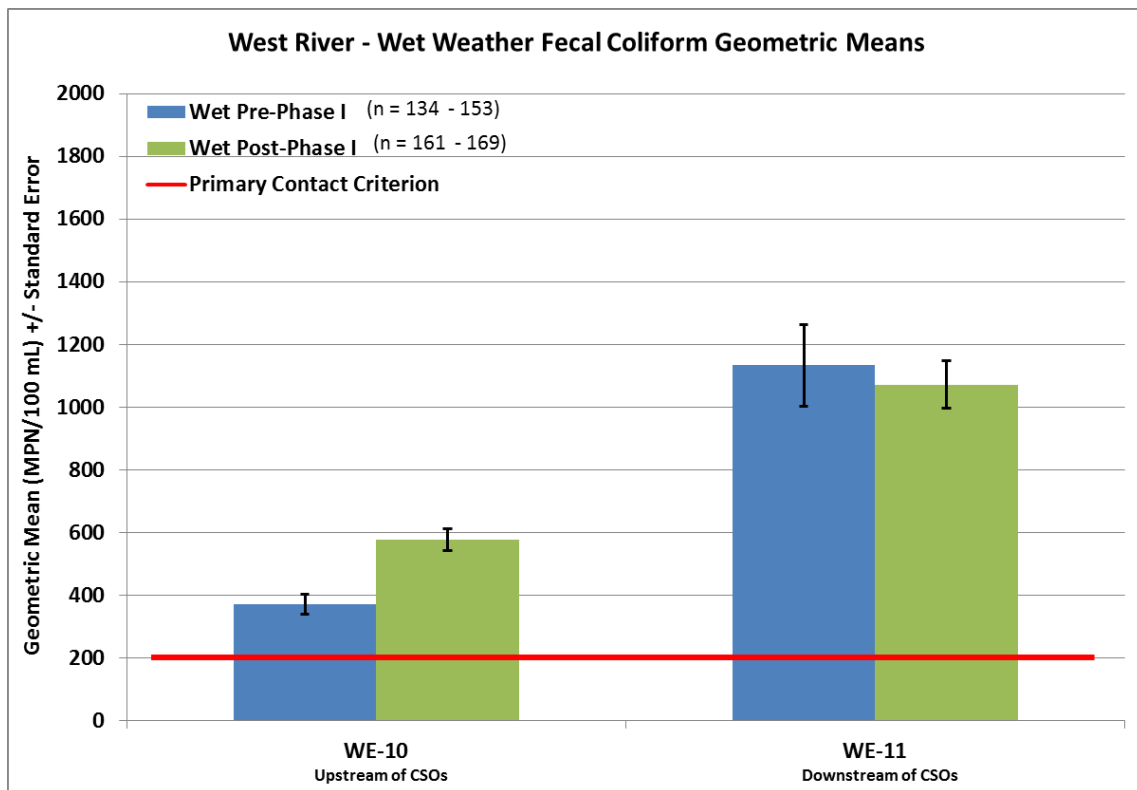 West River - Wet Weather Fecal Coliform Geometric Means
Geometric Mean (MPN/100 mL) +/- Standard Error
2000
1800
1600
1400
1200
1000
800
600
400
200
0
Wet Pre-Phase I (n = 134 - 153)
Wet Post-Phase I (n = 161 - 169)
Primary Contact Criterion
WE-10
Upstream of CSOs
WE-11
Downstream of CSOs